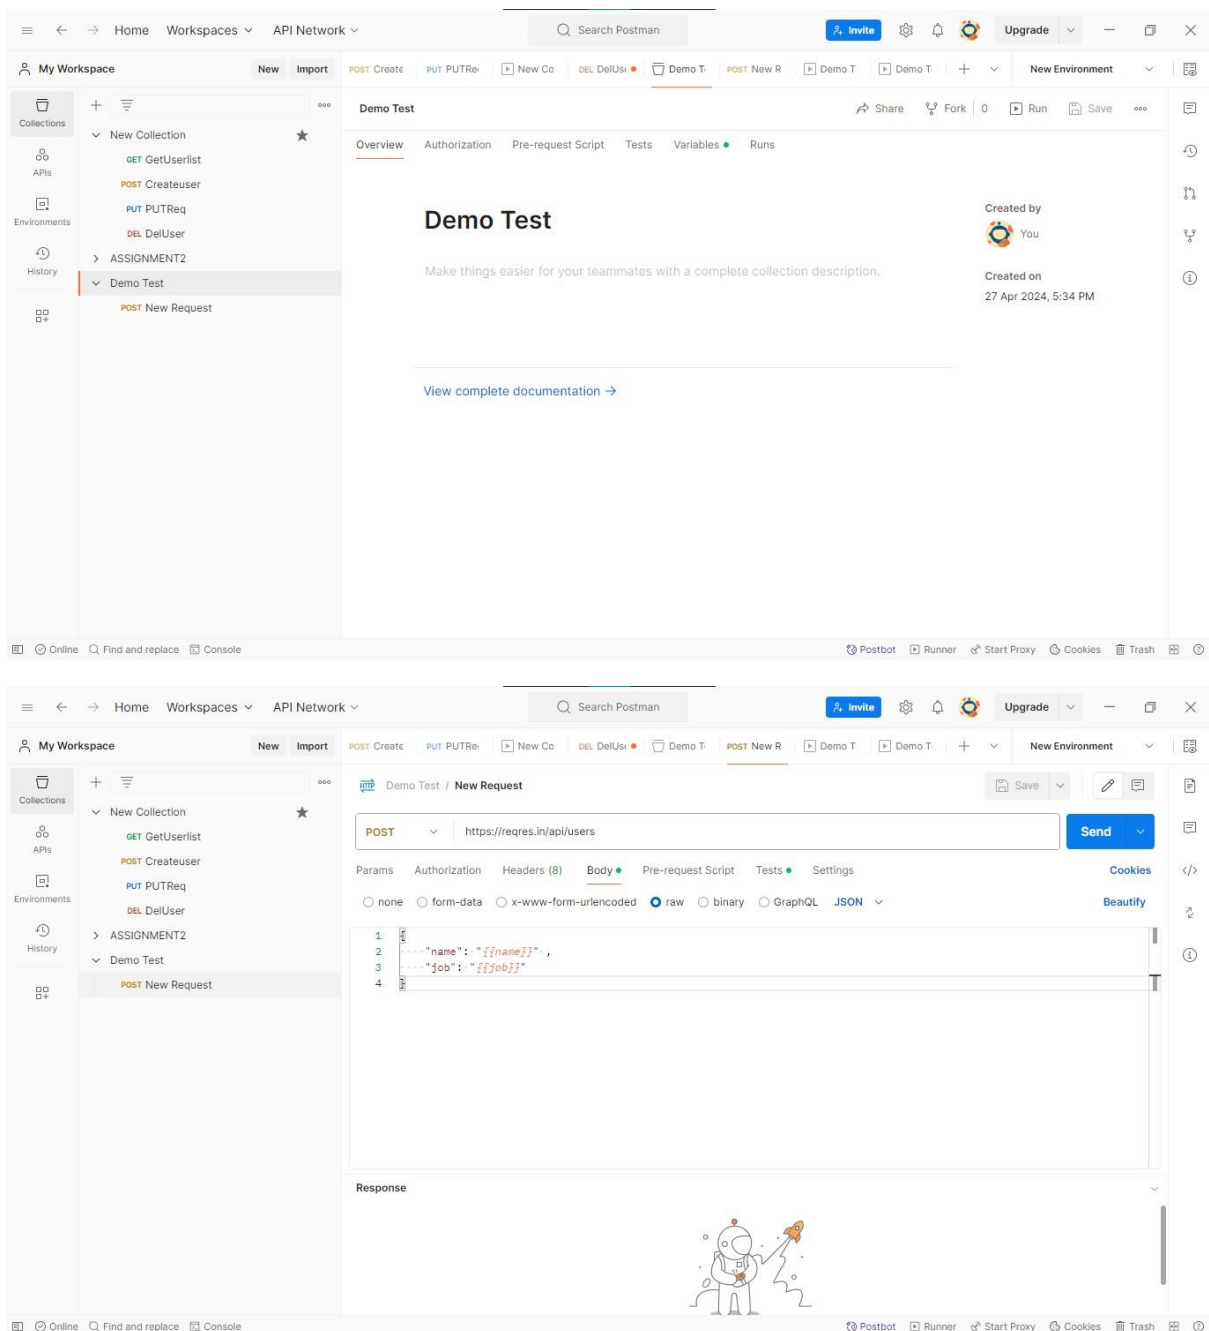 Home Workspaces API Network Search Postman Invite Upgrade
My Workspace New Import POST Create PUT PUTRe DEL DelUs Demo T POST New R Demo T Demo T New Environment
New Co
Collections
APIs
Environments
History
New Collection
GET GetUserlist
POST Createuser
PUT PUTReq
DEL DelUser
ASSIGNMENT2
Demo Test
POST New Request
Demo Test Share Fork 0 Run Save
Overview Authorization Pre-request Script Tests Variables Runs
Demo Test
Make things easier for your teammates with a complete collection description.
View complete documentation →
Created by
You
Created on
27 Apr 2024, 5:34 PM
Online Find and replace Console Postbot Runner Start Proxy Cookies Trash
Home Workspaces API Network Search Postman Invite Upgrade
My Workspace New Import POST Create PUT PUTRe New Co DEL DelUs Demo T POST New R Demo T Demo T New Environment
Collections
APIs
Environments
History
New Collection
GET GetUserlist
POST Createuser
PUT PUTReq
DEL DelUser
ASSIGNMENT2
Demo Test
POST New Request
HTTP Demo Test / New Request Save
POST https://reqres.in/api/users Send
Params Authorization Headers (8) Body Pre-request Script Tests Settings Cookies
none form-data x-www-form-urlencoded raw binary GraphQL JSON Beautify
1 {
2 "name": "{{name}}" ,
3 "job": "{{job}}"
4 }
Response
Online Find and replace Console Postbot Runner Start Proxy Cookies Trash